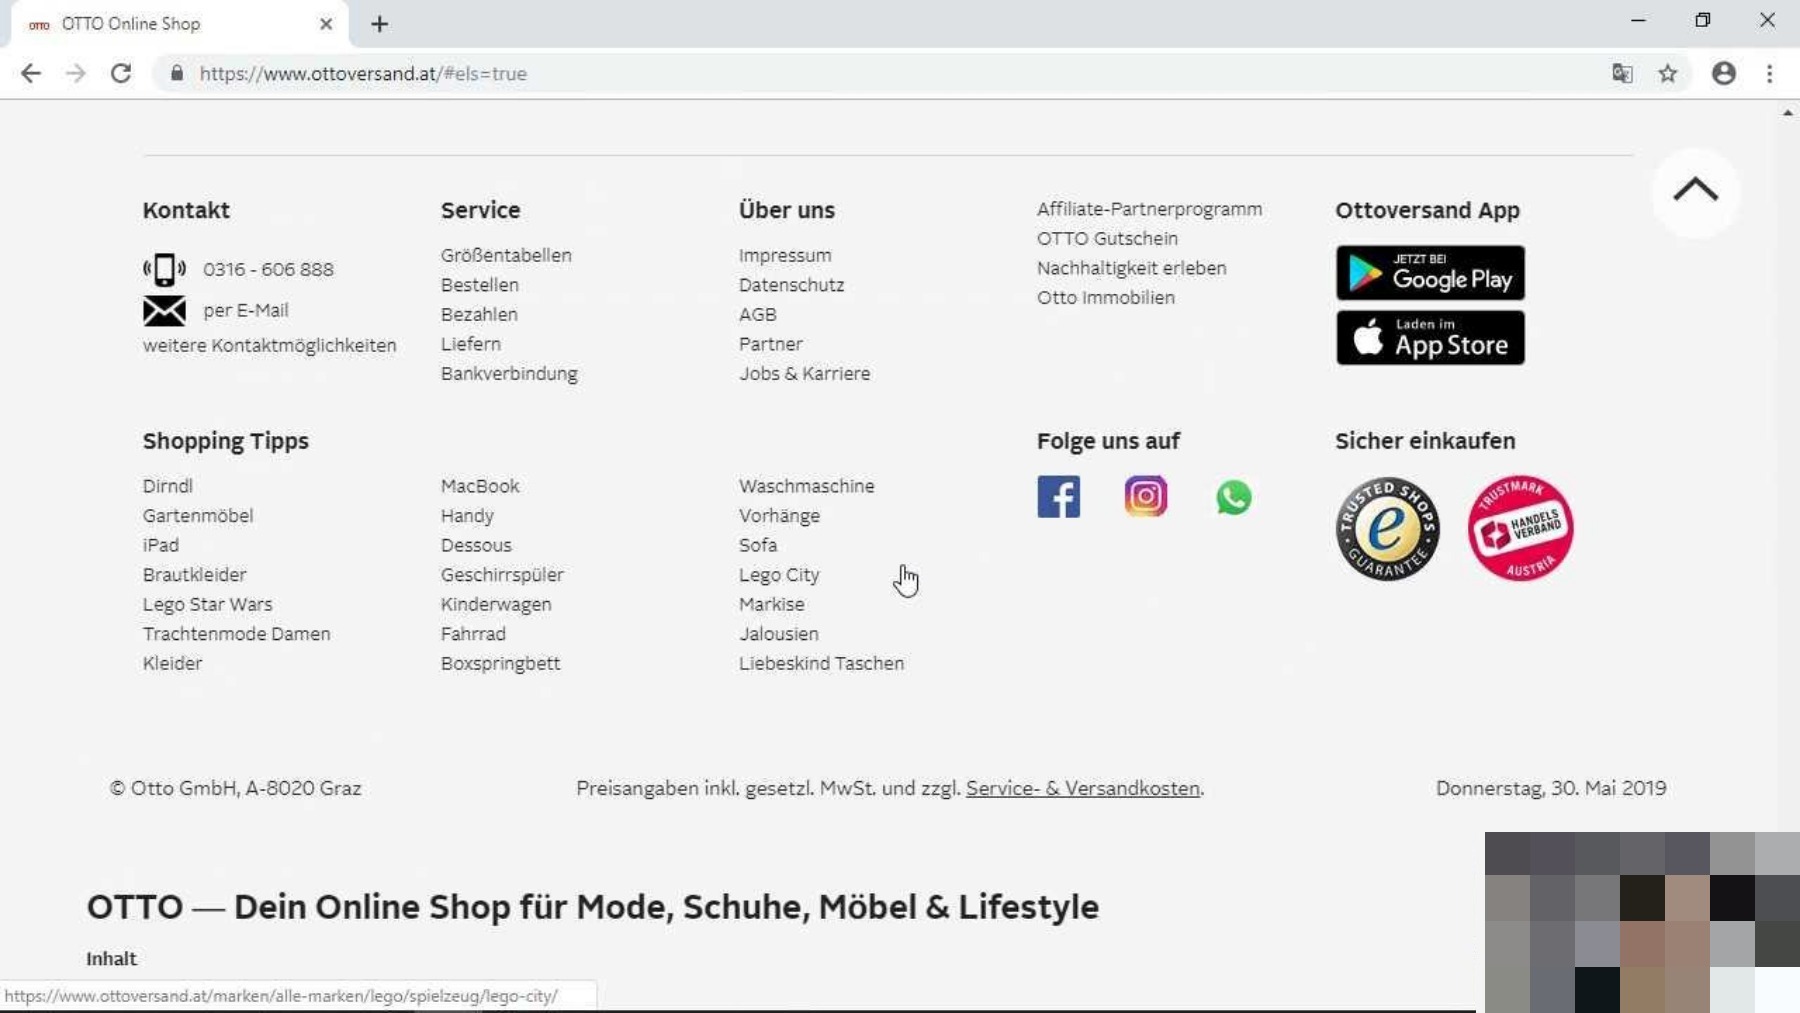 OTTO OTTO Online Shop
https://www.ottoversand.at/#els=true
Kontakt
0316 - 606 888
per E-Mail
weitere Kontaktmöglichkeiten
Service
Größentabellen
Bestellen
Bezahlen
Liefern
Bankverbindung
Über uns
Impressum
Datenschutz
AGB
Partner
Jobs & Karriere
Affiliate-Partnerprogramm
OTTO Gutschein
Nachhaltigkeit erleben
Otto Immobilien
Ottoversand App
JETZT BEI
Google Play
Laden im
App Store
Shopping Tipps
Dirndl
Gartenmöbel
iPad
Brautkleider
Lego Star Wars
Trachtenmode Damen
Kleider
MacBook
Handy
Dessous
Geschirrspüler
Kinderwagen
Fahrrad
Boxspringbett
Waschmaschine
Vorhänge
Sofa
Lego City
Markise
Jalousien
Liebeskind Taschen
Folge uns auf
Sicher einkaufen
TRUSTED SHOPS
e
GUARANTEE
TRUSTMARK
HANDELS
VERBAND
AUSTRIA
© Otto GmbH, A-8020 Graz
Preisangaben inkl. gesetzl. MwSt. und zzgl. Service- & Versandkosten.
Donnerstag, 30. Mai 2019
OTTO — Dein Online Shop für Mode, Schuhe, Möbel & Lifestyle
Inhalt
https://www.ottoversand.at/marken/alle-marken/lego/spielzeug/lego-city/